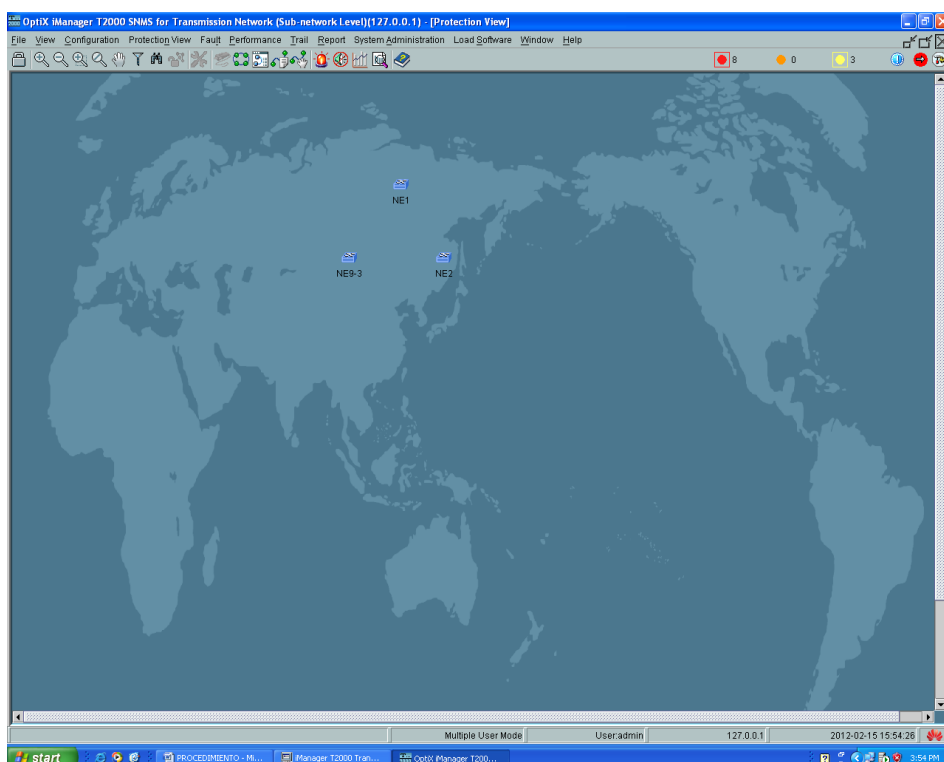 OptiX iManager T2000 SNMS for Transmission Network (Sub-network Level)(127.0.0.1) - [Protection View]
File View Configuration Protection View Fault Performance Trail Report System Administration Load Software Window Help
8 0 3
NE1
NE9-3 NE2
Multiple User Mode User:admin 127.0.0.1 2012-02-15 15:54:26
start PROCEDIMIENTO - Mi... iManager T2000 Tran... OptiX iManager T200... 3:54 PM